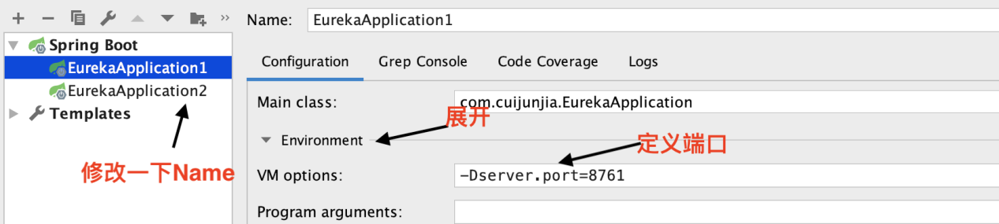 Name: EurekaApplication1
Spring Boot
EurekaApplication1
EurekaApplication2
Templates
修改一下Name
Configuration Grep Console Code Coverage Logs
Main class: com.cuijunjia.EurekaApplication
展开
Environment
定义端口
VM options: -Dserver.port=8761
Program arguments: